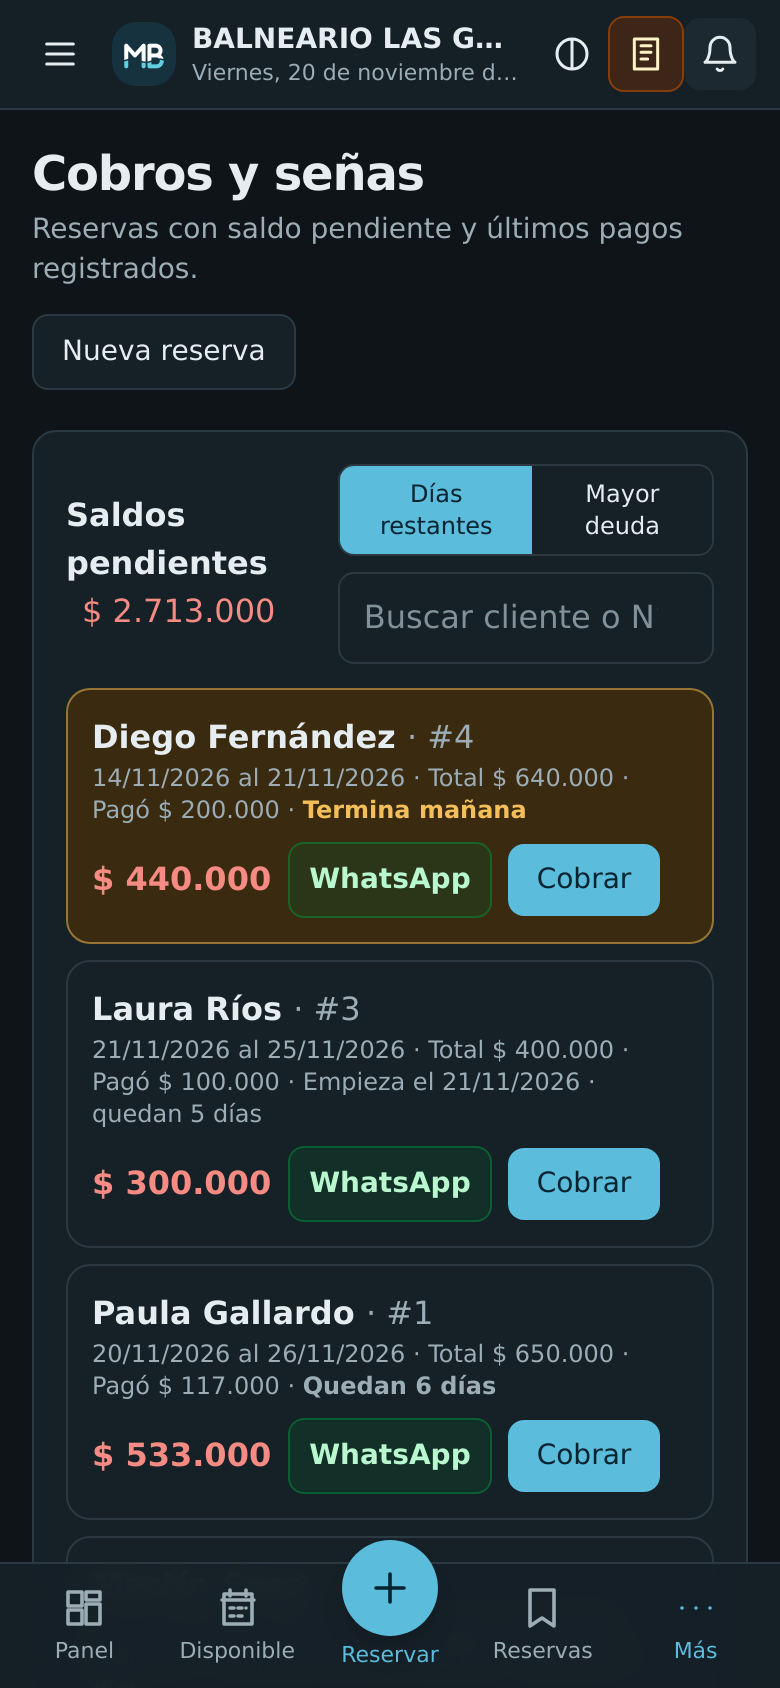 BALNEARIO LAS G...
Viernes, 20 de noviembre d...
Cobros y señas
Reservas con saldo pendiente y últimos pagos
registrados.
Nueva reserva
Saldos
pendientes
$ 2.713.000
Días
restantes
Mayor
deuda
Buscar cliente o N
Diego Fernández · #4
14/11/2026 al 21/11/2026 · Total $ 640.000 ·
Pagó $ 200.000 · Termina mañana
$ 440.000
WhatsApp
Cobrar
Laura Ríos · #3
21/11/2026 al 25/11/2026 · Total $ 400.000 ·
Pagó $ 100.000 · Empieza el 21/11/2026 ·
quedan 5 días
$ 300.000
WhatsApp
Cobrar
Paula Gallardo · #1
20/11/2026 al 26/11/2026 · Total $ 650.000 ·
Pagó $ 117.000 · Quedan 6 días
$ 533.000
WhatsApp
Cobrar
Panel
Disponible
Reservar
Reservas
Más